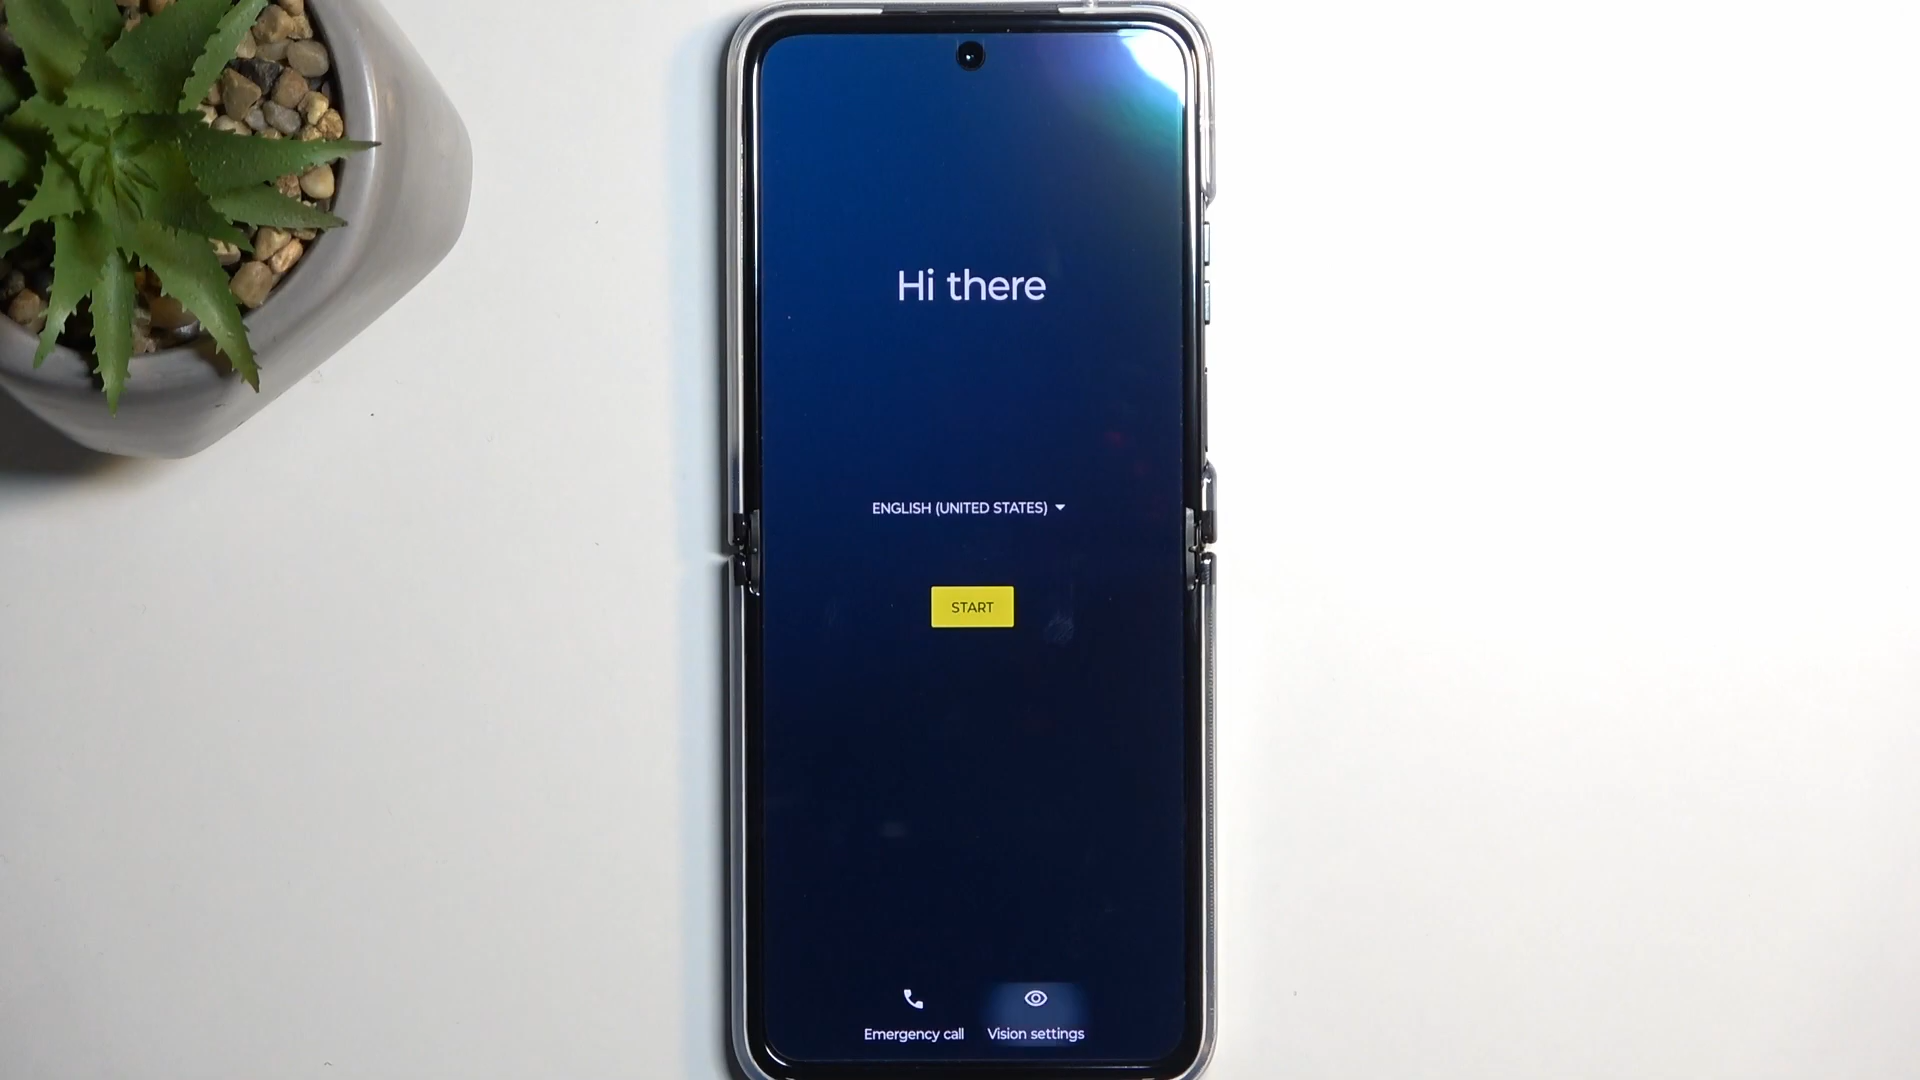 Hi there
ENGLISH (UNITED STATES)
START
Emergency call
Vision settings